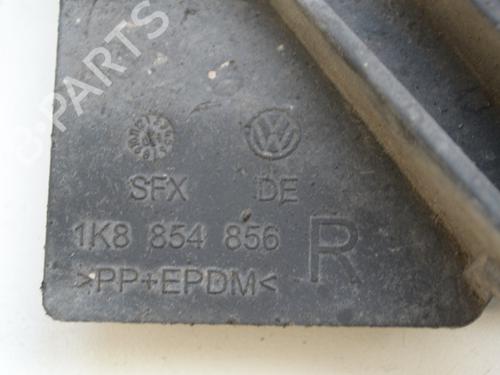 B-PARTS
SFX DE
1K8 854 856 R
>PP+EPDM<